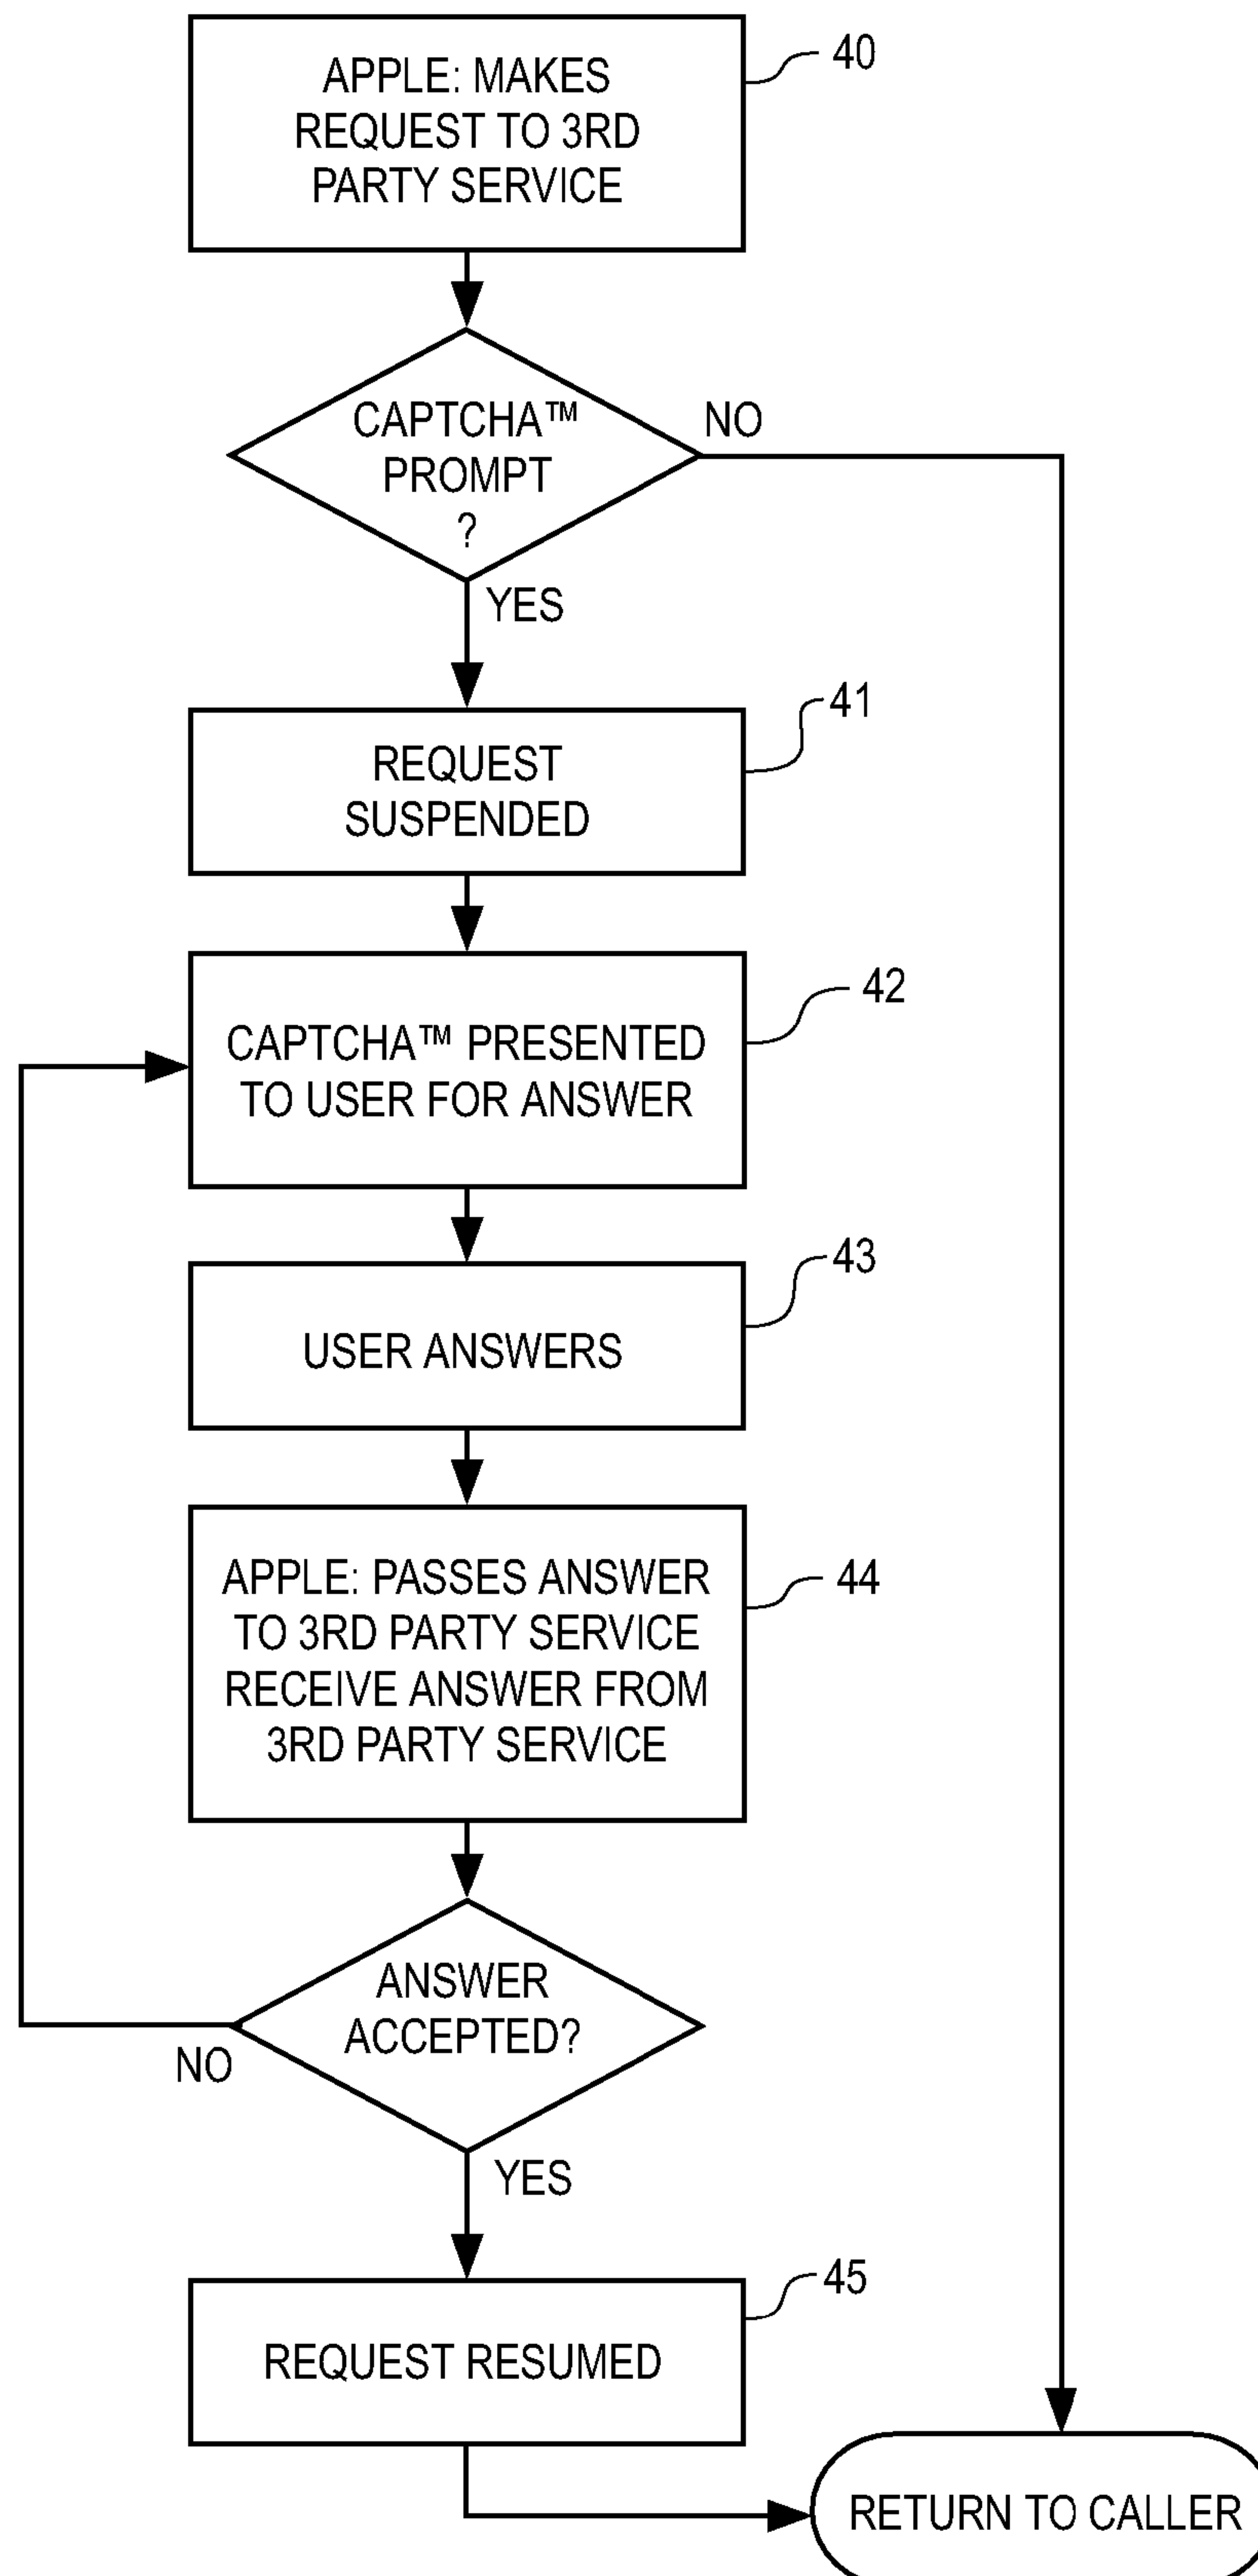 APPLE: MAKES
REQUEST TO 3RD
PARTY SERVICE
40
CAPTCHA™
PROMPT
?
NO
YES
REQUEST
SUSPENDED
41
CAPTCHA™ PRESENTED
TO USER FOR ANSWER
42
USER ANSWERS
43
APPLE: PASSES ANSWER
TO 3RD PARTY SERVICE
RECEIVE ANSWER FROM
3RD PARTY SERVICE
44
ANSWER
ACCEPTED?
NO
YES
REQUEST RESUMED
45
RETURN TO CALLER